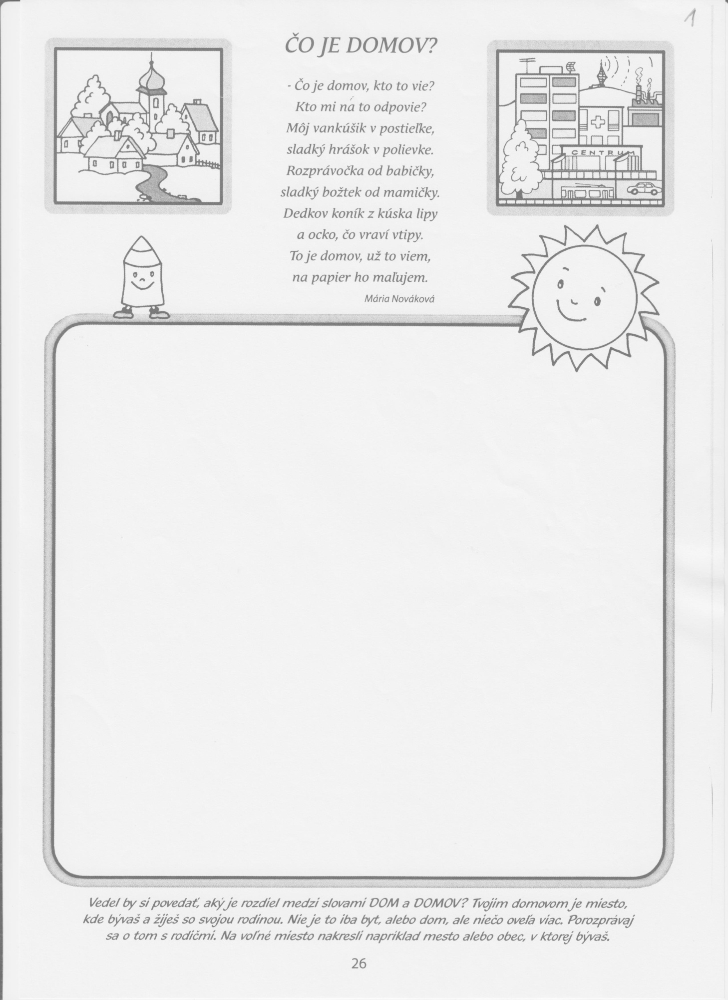 1
ČO JE DOMOV?
- Čo je domov, kto to vie?
Kto mi na to odpovie?
Môj vankúšik v postieľke,
sladký hrášok v polievke.
Rozprávočka od babičky,
sladký božtek od mamičky.
Dedkov koník z kúska lipy
a ocko, čo vraví vtipy.
To je domov, už to viem,
na papier ho maľujem.
Mária Nováková
CENTRUM
Vedel by si povedať, aký je rozdiel medzi slovami DOM a DOMOV? Tvojim domovom je miesto,
kde bývaš a žiješ so svojou rodinou. Nie je to iba byt, alebo dom, ale niečo oveľa viac. Porozprávaj
sa o tom s rodičmi. Na voľné miesto nakresli napríklad mesto alebo obec, v ktorej bývaš.
26